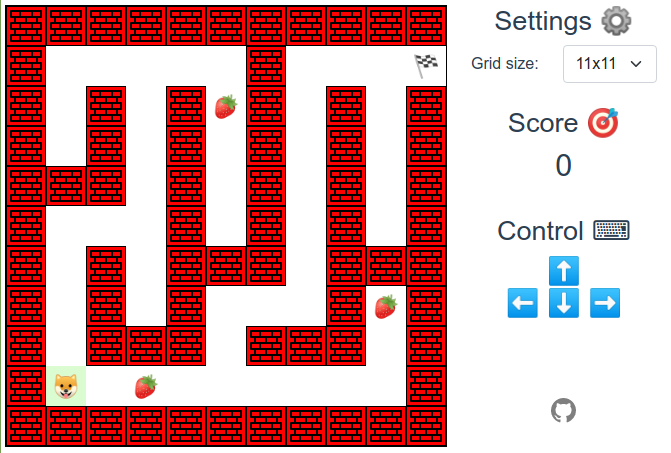 Settings ⚙️
Grid size:
11x11
Score 🎯
0
Control ⌨